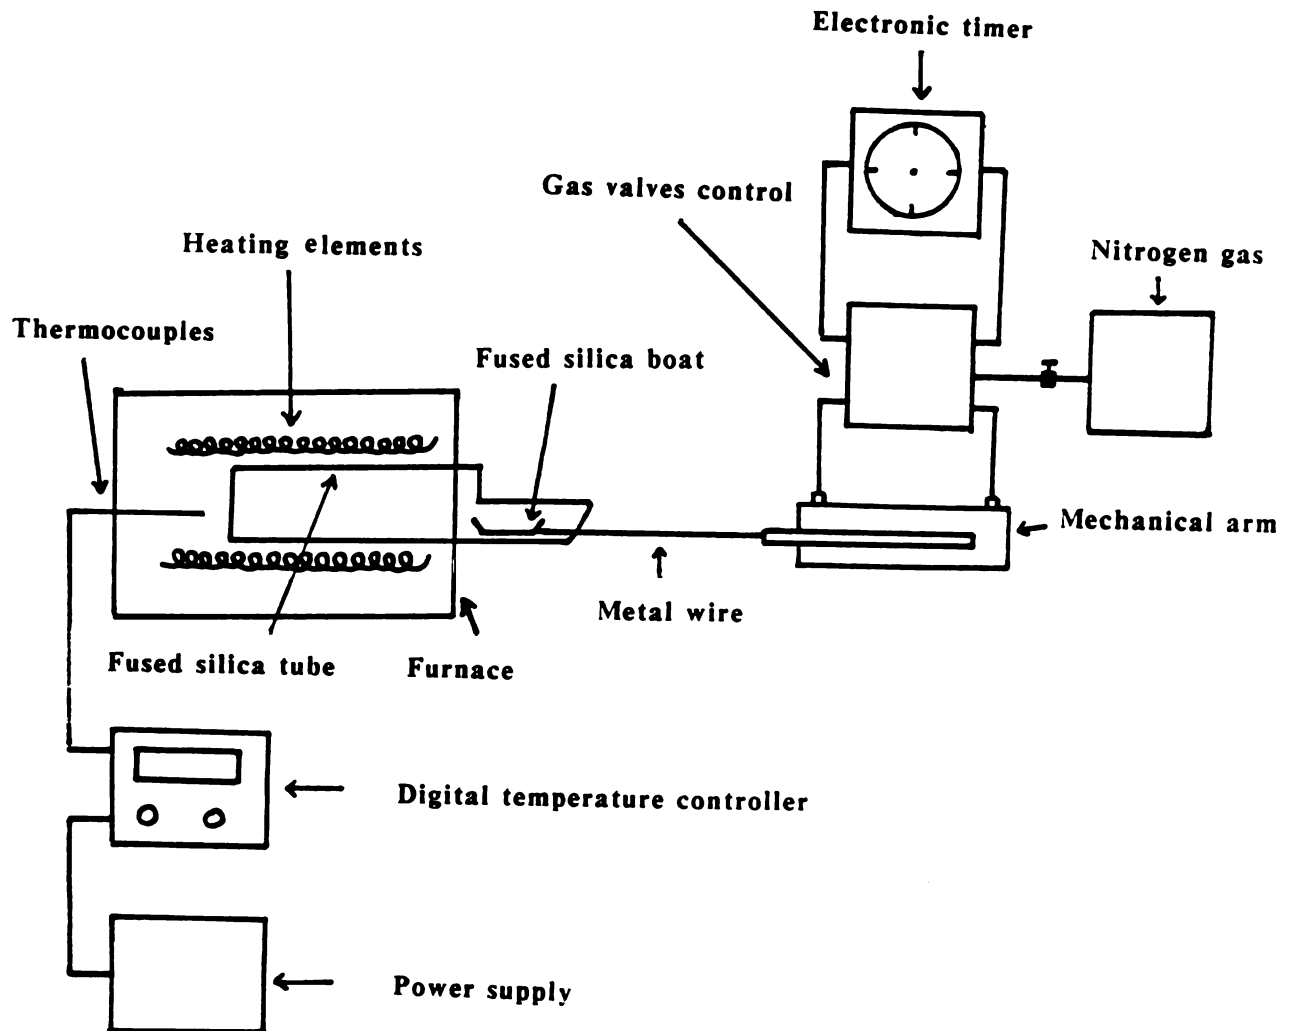 Electronic timer
Gas valves control
Nitrogen gas
Heating elements
Thermocouples
Fused silica boat
Mechanical arm
Metal wire
Fused silica tube
Furnace
Digital temperature controller
Power supply